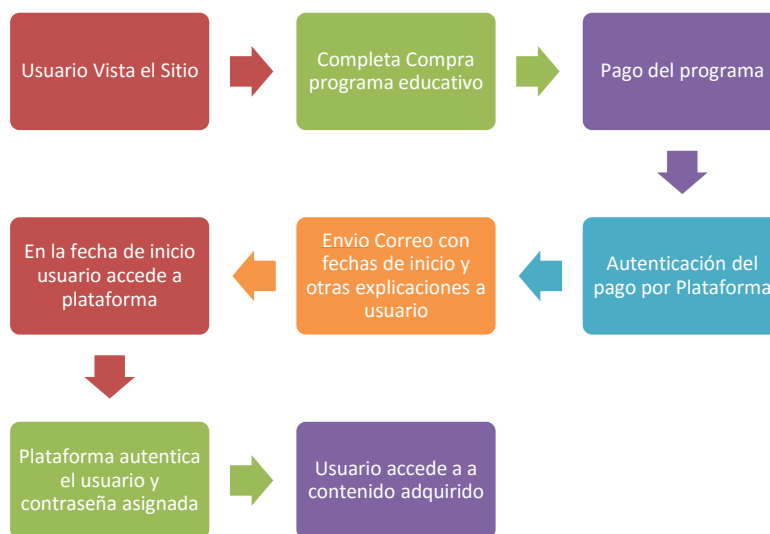 Usuario Vista el Sitio
Completa Compra
programa educativo
Pago del programa
Autenticación del
pago por Plataforma
Envio Correo con
fechas de inicio y
otras explicaciones a
usuario
En la fecha de inicio
usuario accede a
plataforma
Plataforma autentica
el usuario y
contraseña asignada
Usuario accede a a
contenido adquirido